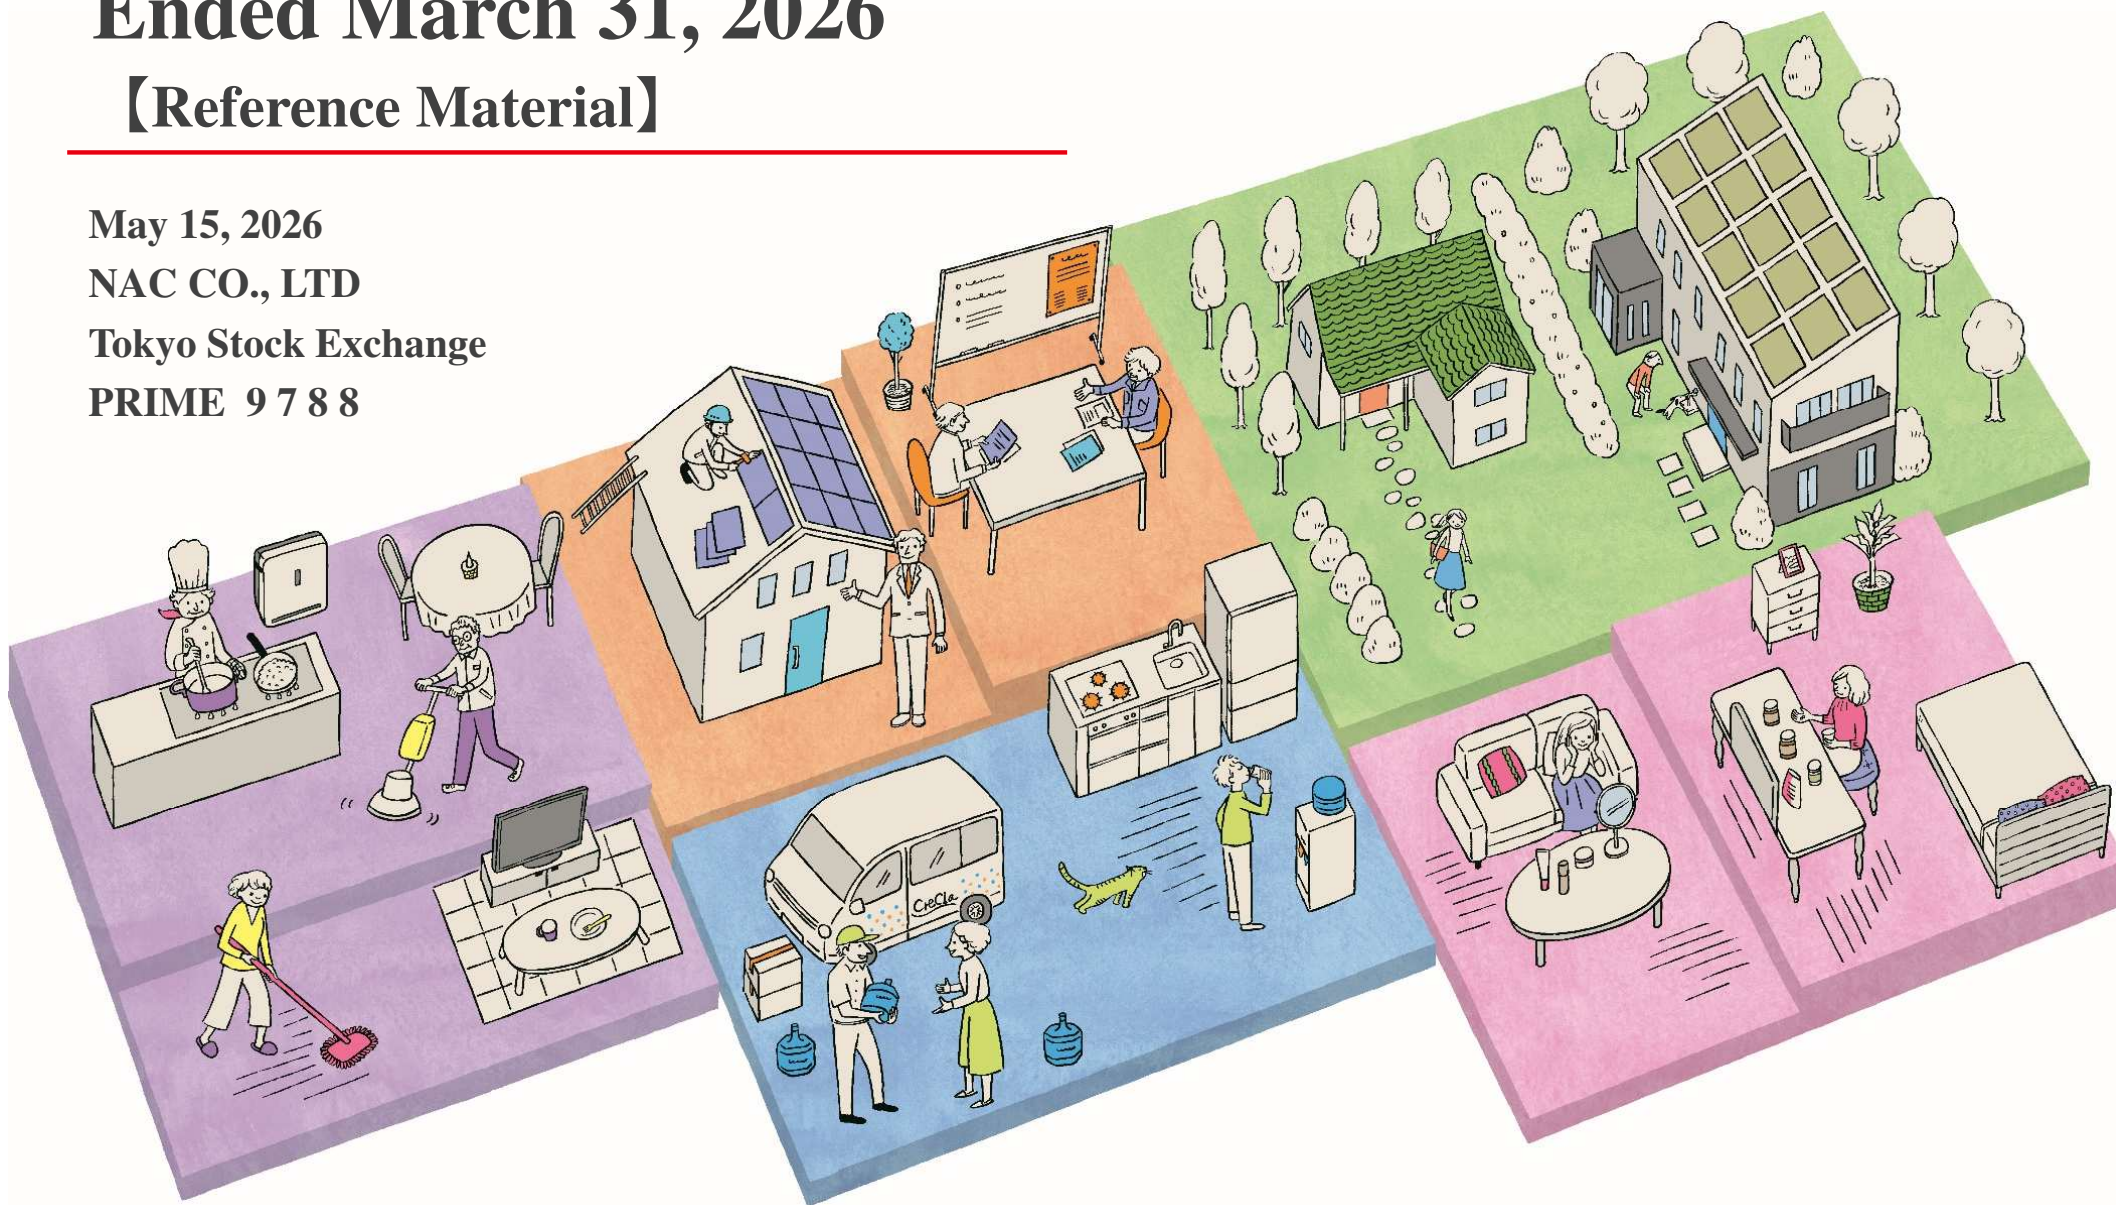 Ended March 31, 2026
【Reference Material】
May 15, 2026
NAC CO., LTD
Tokyo Stock Exchange
PRIME 9 7 8 8
CreCla